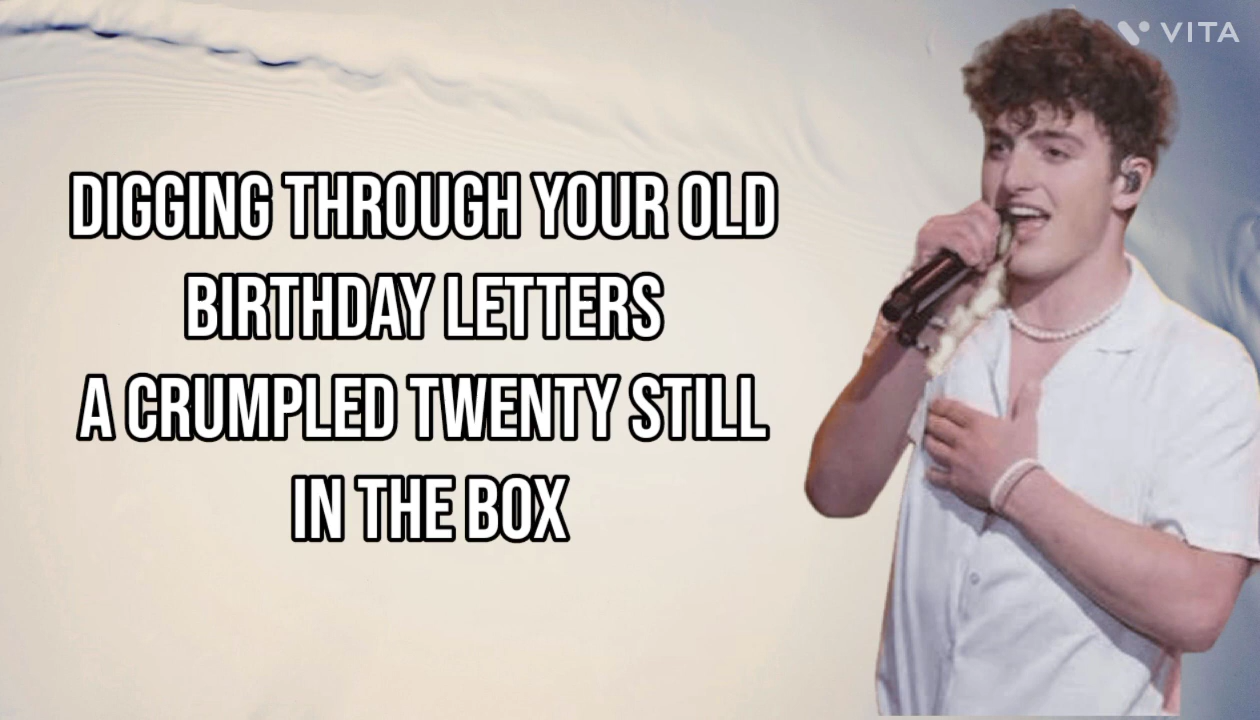 VITA
DIGGING THROUGH YOUR OLD
BIRTHDAY LETTERS
A CRUMPLED TWENTY STILL
IN THE BOX